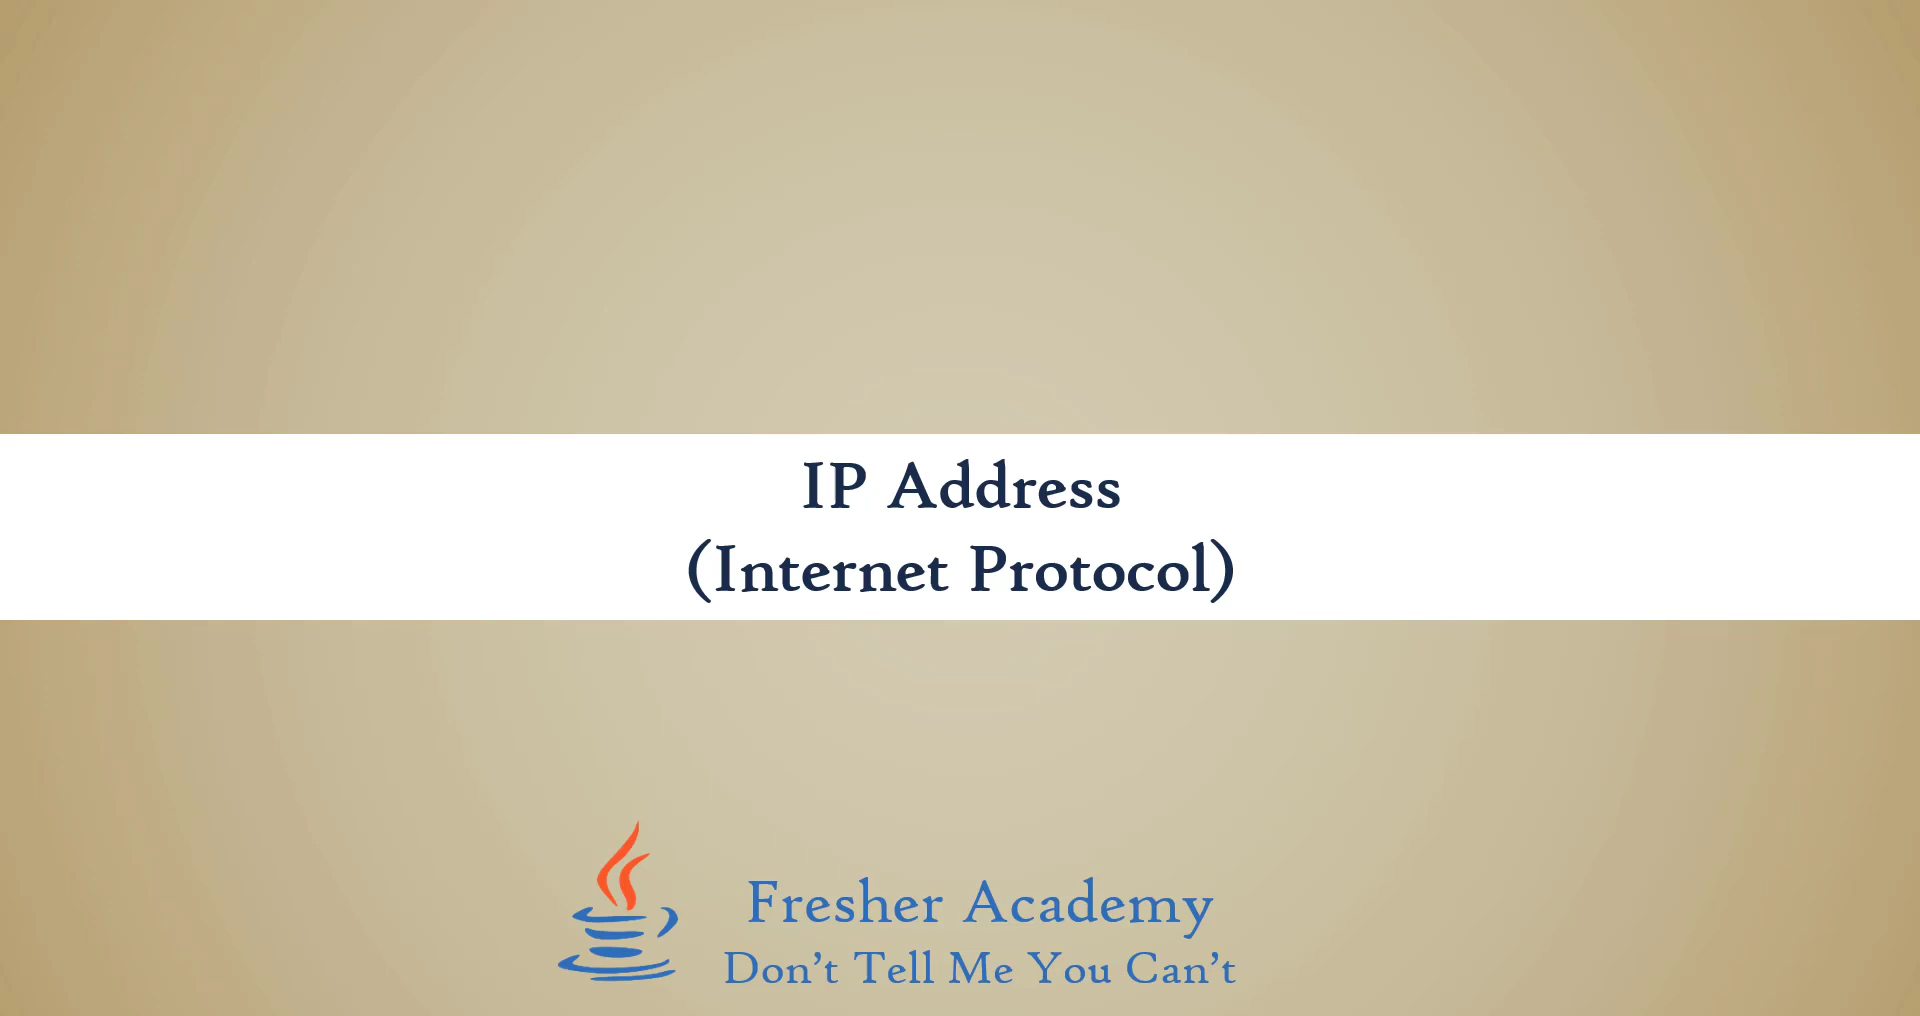 IP Address
(Internet Protocol)
Fresher Academy
Don’t Tell Me You Can’t